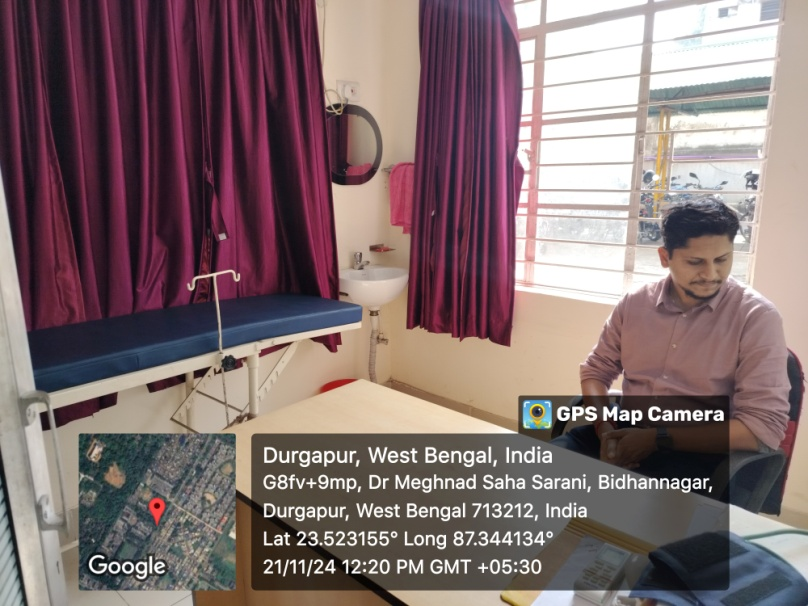 GPS Map Camera
Durgapur, West Bengal, India
G8fv+9mp, Dr Meghnad Saha Sarani, Bidhannagar,
Durgapur, West Bengal 713212, India
Lat 23.523155° Long 87.344134°
21/11/24 12:20 PM GMT +05:30
Google